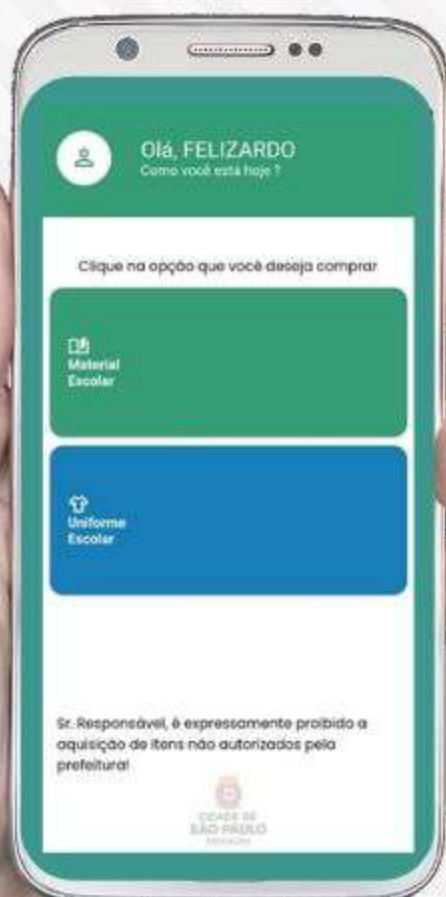 Olá, FELIZARDO
Como você está hoje ?
Clique na opção que você deseja comprar
Material
Escolar
Uniforme
Escolar
Sr. Responsável, é expressamente proibido a
aquisição de itens não autorizados pela
prefeitura!
CIDADE DE
SÃO PAULO
EDUCAÇÃO